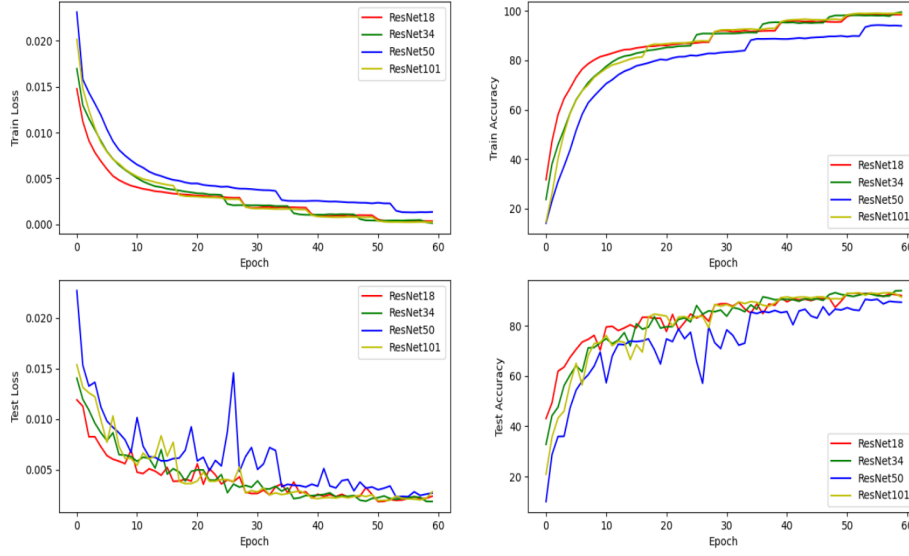 0.020
0.015
0.010
0.005
0.000
Train Loss
ResNet18
ResNet34
ResNet50
ResNet101
0 10 20 30 40 50 60
Epoch
100
80
60
40
20
Train Accuracy
ResNet18
ResNet34
ResNet50
ResNet101
0 10 20 30 40 50 60
Epoch
0.020
0.015
0.010
0.005
Test Loss
ResNet18
ResNet34
ResNet50
ResNet101
0 10 20 30 40 50 60
Epoch
80
60
40
20
Test Accuracy
ResNet18
ResNet34
ResNet50
ResNet101
0 10 20 30 40 50 60
Epoch